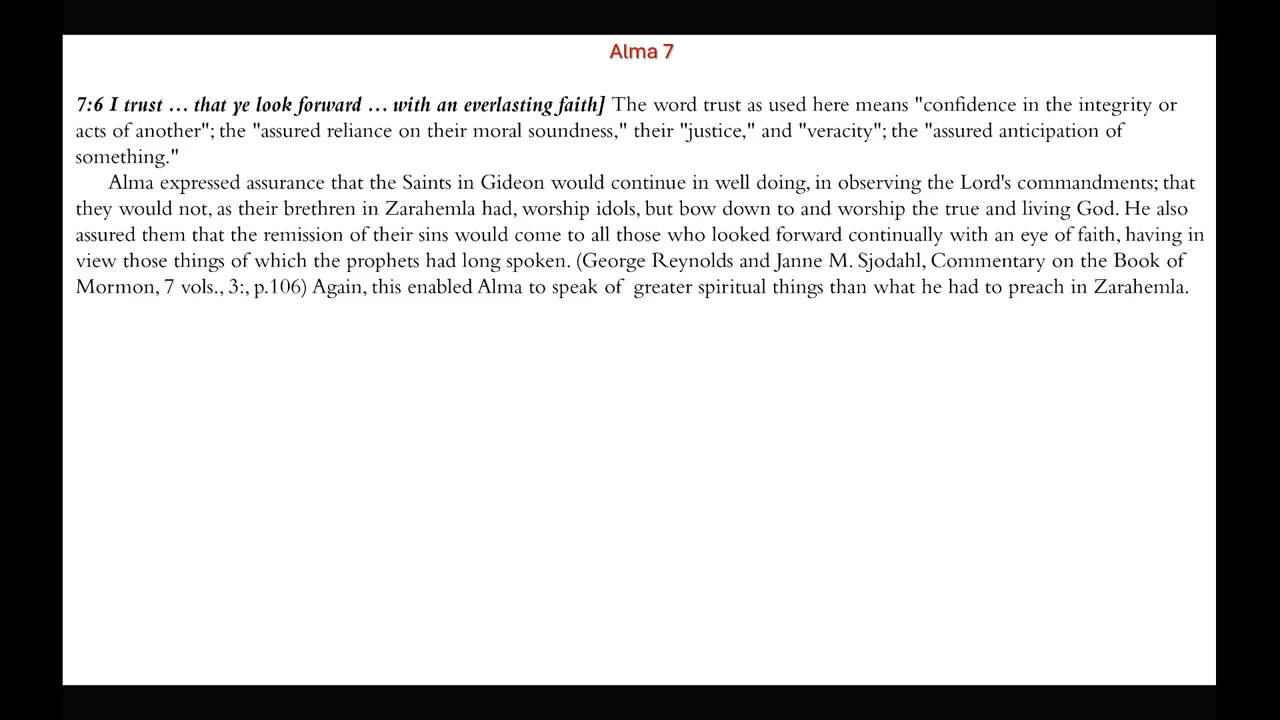 Alma 7
7:6 I trust … that ye look forward … with an everlasting faith] The word trust as used here means "confidence in the integrity or
acts of another"; the "assured reliance on their moral soundness," their "justice," and "veracity"; the "assured anticipation of
something."
Alma expressed assurance that the Saints in Gideon would continue in well doing, in observing the Lord's commandments; that
they would not, as their brethren in Zarahemla had, worship idols, but bow down to and worship the true and living God. He also
assured them that the remission of their sins would come to all those who looked forward continually with an eye of faith, having in
view those things of which the prophets had long spoken. (George Reynolds and Janne M. Sjodahl, Commentary on the Book of
Mormon, 7 vols., 3:, p.106) Again, this enabled Alma to speak of  greater spiritual things than what he had to preach in Zarahemla.